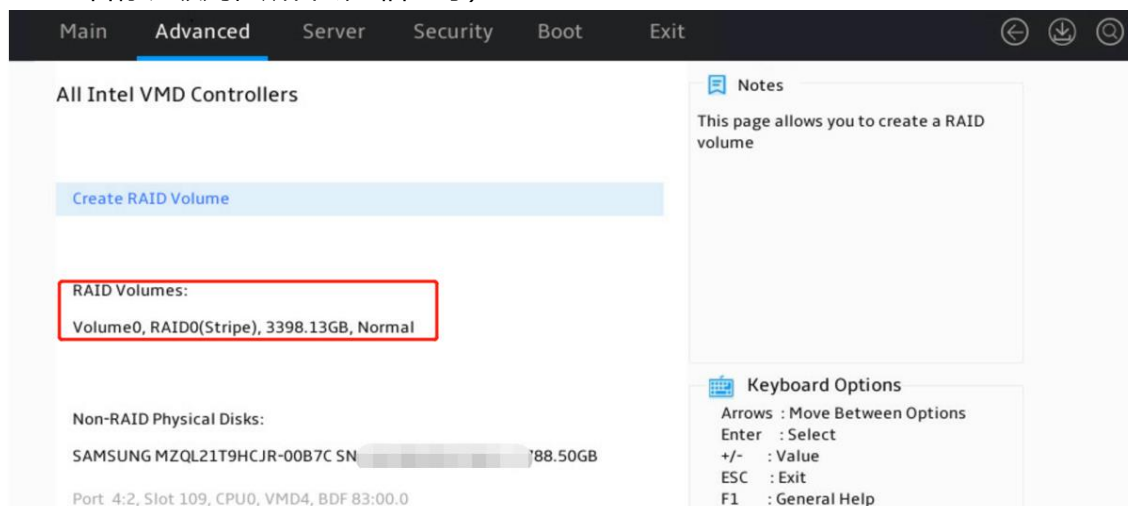 Main Advanced Server Security Boot Exit
All Intel VMD Controllers
Create RAID Volume
RAID Volumes:
Volume0, RAID0(Stripe), 3398.13GB, Normal
Non-RAID Physical Disks:
SAMSUNG MZQL21T9HCJR-00B7C SN 788.50GB
Port 4:2, Slot 109, CPU0, VMD4, BDF 83:00.0
Notes
This page allows you to create a RAID
volume
Keyboard Options
Arrows : Move Between Options
Enter : Select
+/- : Value
ESC : Exit
F1 : General Help